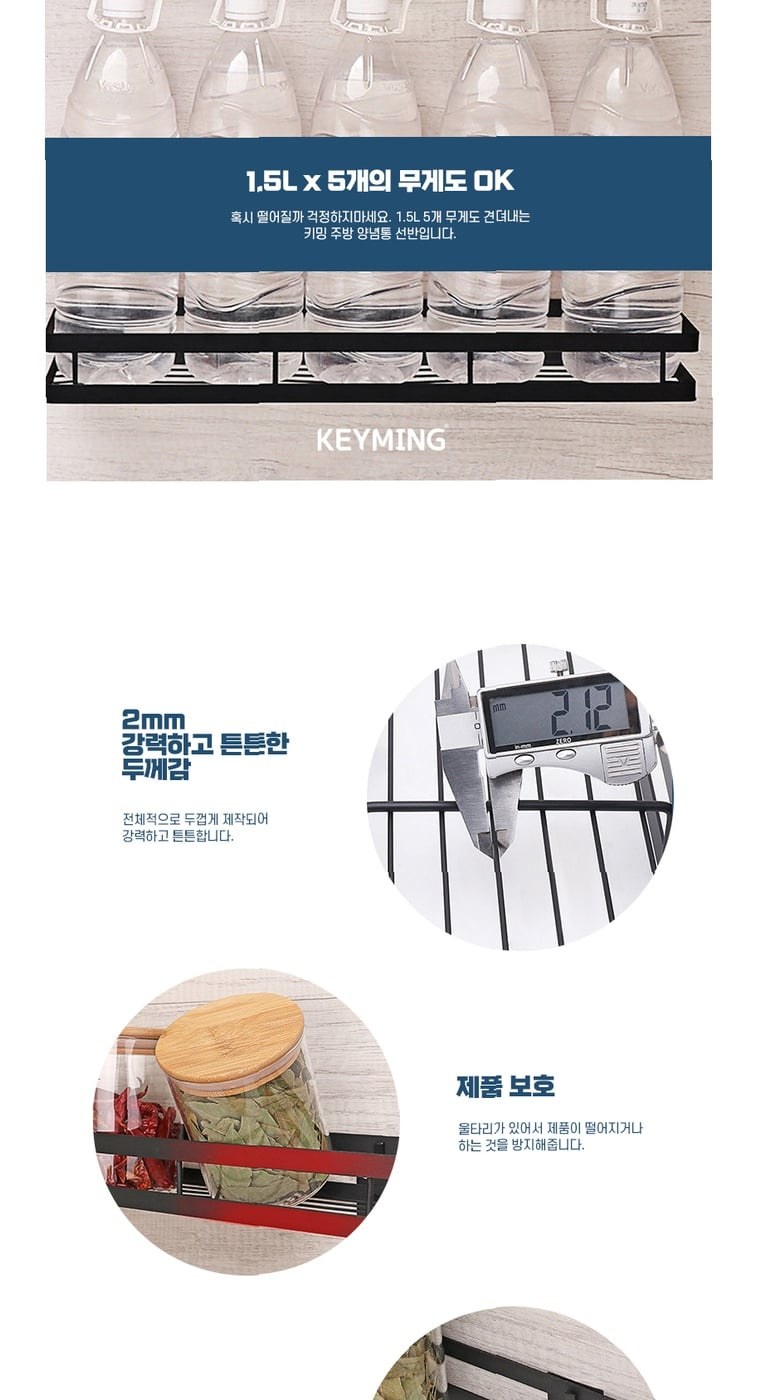 1.5L x 5개의 무게도 OK
혹시 떨어질까 걱정하지마세요. 1.5L 5개 무게도 견뎌내는
키밍 주방 양념통 선반입니다.
KEYMING
mm
2.12
in·mm
ZERO
2mm
강력하고 튼튼한
두께감
전체적으로 두껍게 제작되어
강력하고 튼튼합니다.
제품 보호
울타리가 있어서 제품이 떨어지거나
하는 것을 방지해줍니다.